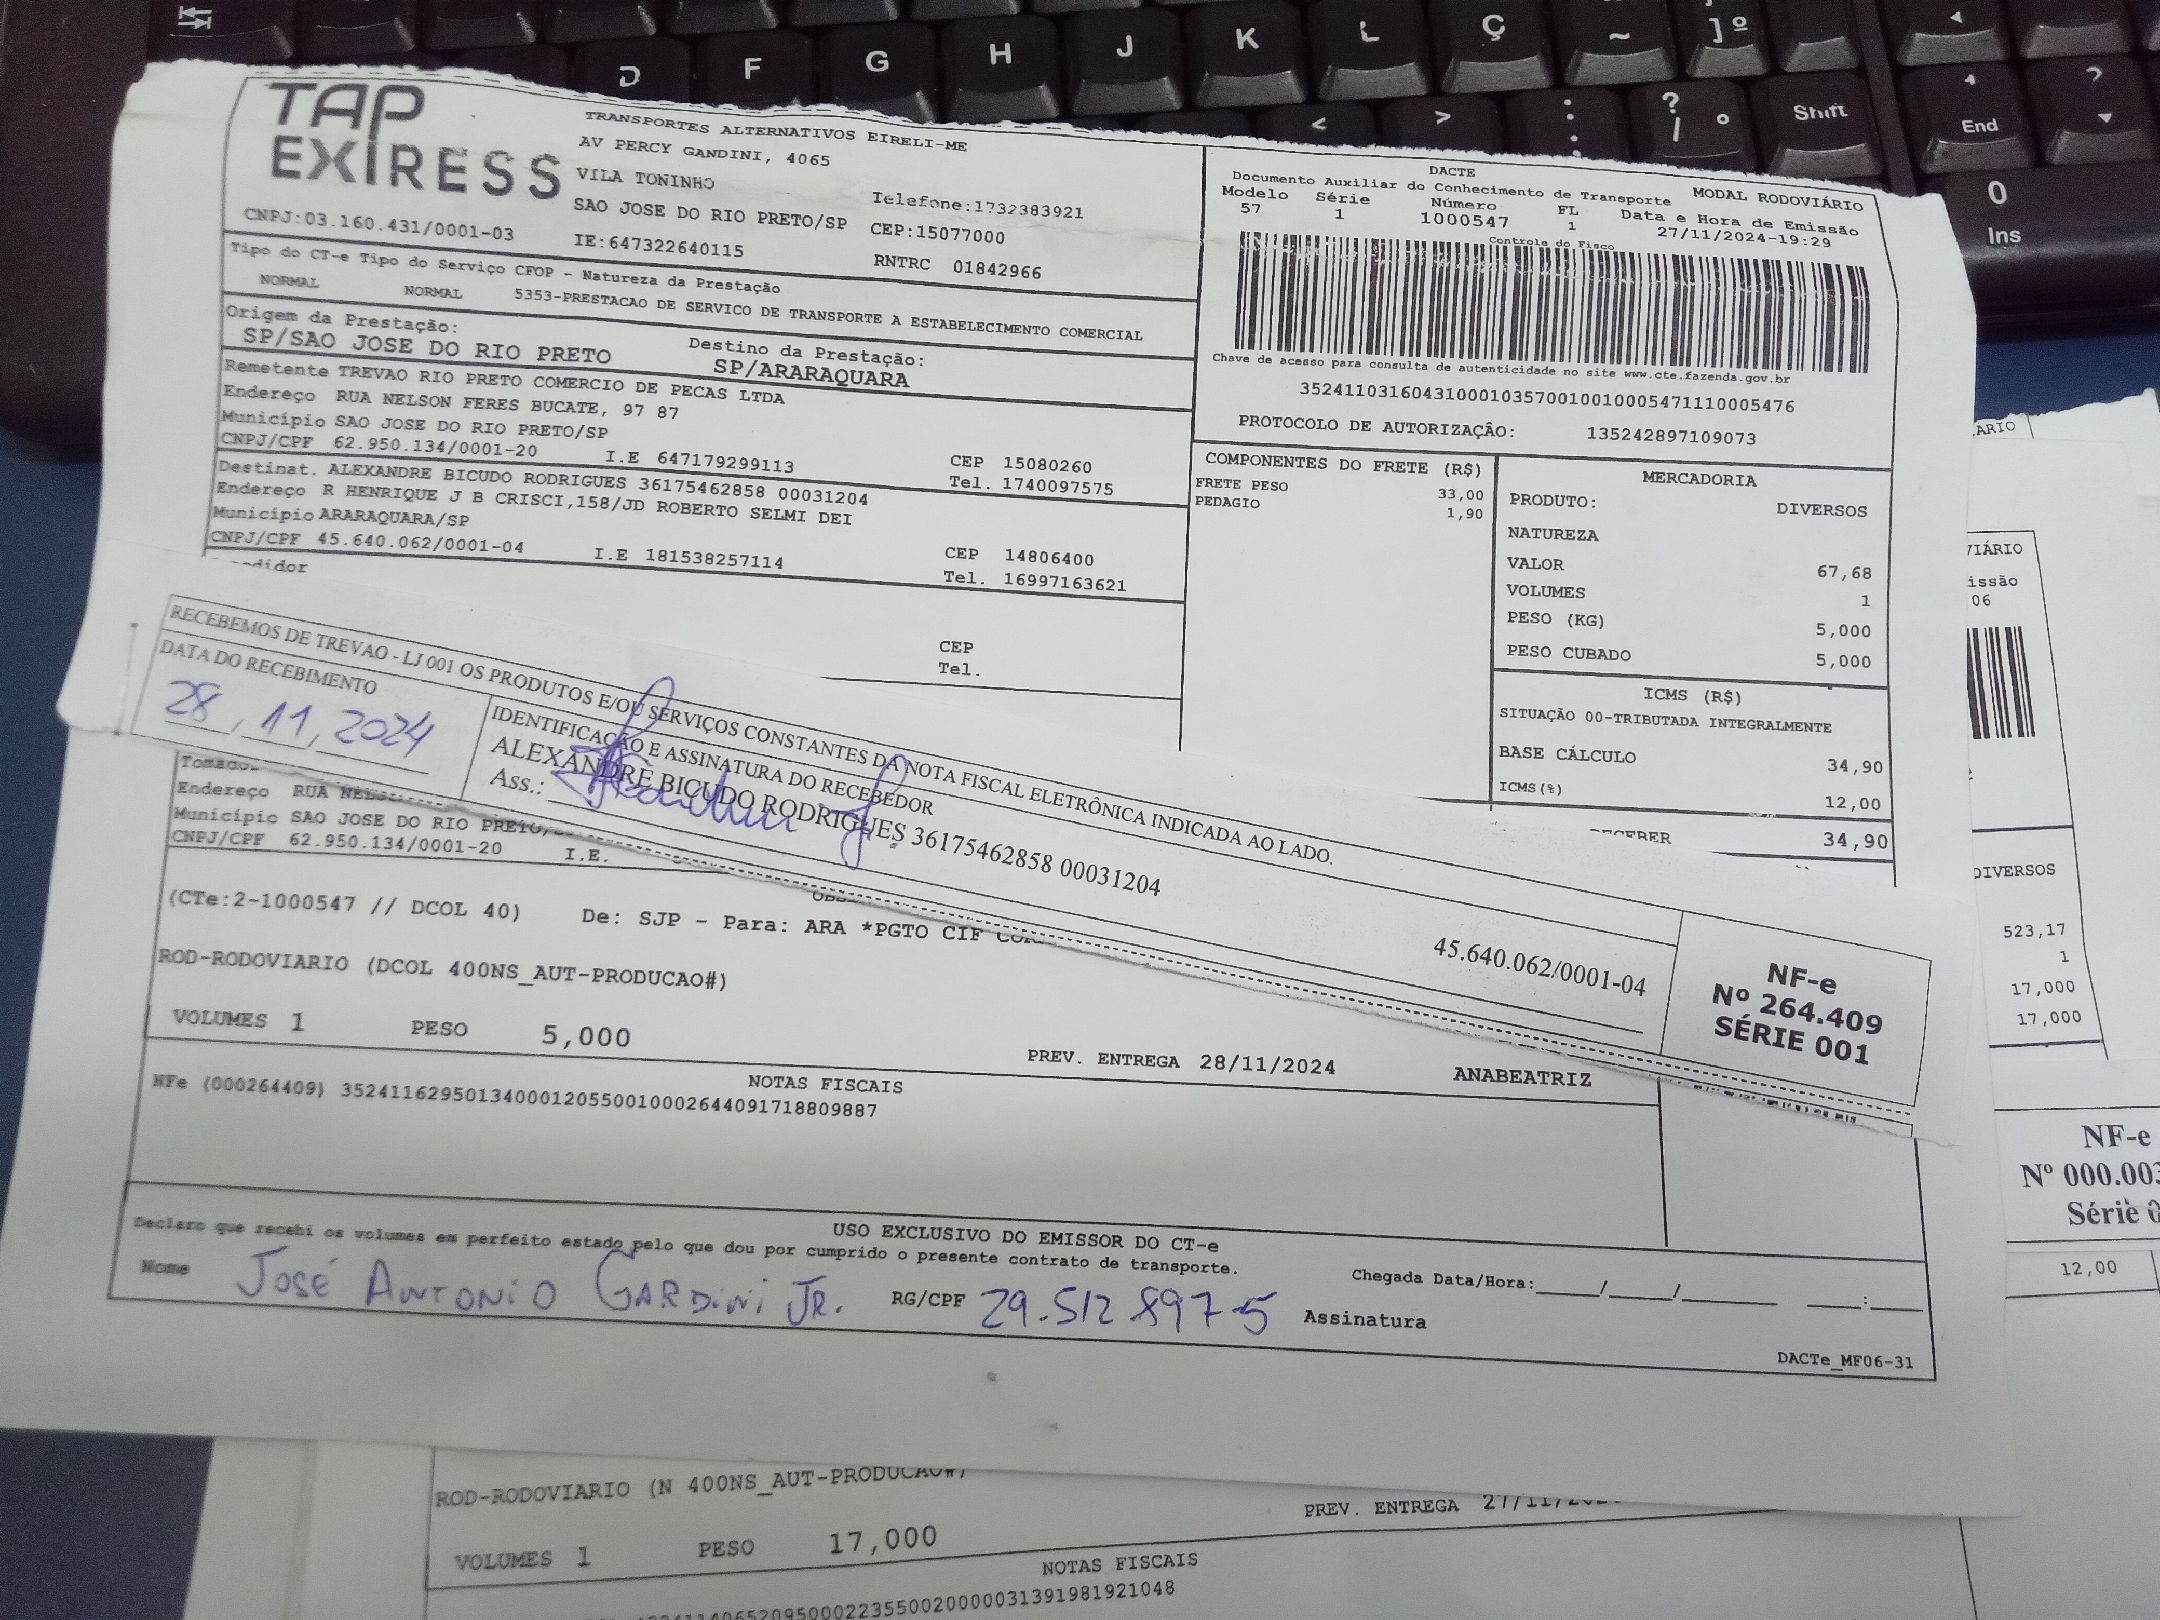 D F G H J K L Ç ~ ]º
< > : ; ? / ° Shift End 0 Ins
TAP
EXPRESS
TRANSPORTES ALTERNATIVOS EIRELI-ME
AV PERCY GANDINI, 4065
VILA TONINHO
Telefone:1732383921
SAO JOSE DO RIO PRETO/SP CEP:15077000
CNPJ:03.160.431/0001-03 IE:647322640115 RNTRC 01842966
DACTE
Documento Auxiliar do Conhecimento de Transporte MODAL RODOVIÁRIO
Modelo Série Número FL Data e Hora de Emissão
57 1 1000547 1 27/11/2024-19:29
Controle do Fisco
Chave de acesso para consulta de autenticidade no site www.cte.fazenda.gov.br
35241103160431000103570010010005471110005476
PROTOCOLO DE AUTORIZAÇÃO: 135242897109073
Tipo do CT-e Tipo do Serviço CFOP - Natureza da Prestação
NORMAL NORMAL 5353-PRESTACAO DE SERVICO DE TRANSPORTE A ESTABELECIMENTO COMERCIAL
Origem da Prestação: Destino da Prestação:
SP/SAO JOSE DO RIO PRETO SP/ARARAQUARA
Remetente TREVAO RIO PRETO COMERCIO DE PECAS LTDA
Endereço RUA NELSON FERES BUCATE, 97 87
Município SAO JOSE DO RIO PRETO/SP CEP 15080260
CNPJ/CPF 62.950.134/0001-20 I.E 647179299113 Tel. 1740097575
Destinat. ALEXANDRE BICUDO RODRIGUES 36175462858 00031204
Endereço R HENRIQUE J B CRISCI,158/JD ROBERTO SELMI DEI
Município ARARAQUARA/SP CEP 14806400
CNPJ/CPF 45.640.062/0001-04 I.E 181538257114 Tel. 16997163621
CEP
Tel.
COMPONENTES DO FRETE (R$)
FRETE PESO 33,00
PEDAGIO 1,90
MERCADORIA
PRODUTO: DIVERSOS
NATUREZA
VALOR 67,68
VOLUMES 1
PESO (KG) 5,000
PESO CUBADO 5,000
ICMS (R$)
SITUAÇÃO 00-TRIBUTADA INTEGRALMENTE
BASE CÁLCULO 34,90
ICMS(%) 12,00
34,90
RECEBEMOS DE TREVAO - LJ 001 OS PRODUTOS E/OU SERVIÇOS CONSTANTES DA NOTA FISCAL ELETRÔNICA INDICADA AO LADO.
DATA DO RECEBIMENTO
28, 11, 2024
IDENTIFICAÇÃO E ASSINATURA DO RECEBEDOR
ALEXANDRE BICUDO RODRIGUES 36175462858 00031204
Ass.:
45.640.062/0001-04
NF-e
Nº 264.409
SÉRIE 001
Endereço RUA
Município SAO JOSE DO RIO PRETO
CNPJ/CPF 62.950.134/0001-20 I.E.
(CTe:2-1000547 // DCOL 40) De: SJP - Para: ARA *PGTO CIF
ROD-RODOVIARIO (DCOL 400NS_AUT-PRODUCAO#)
VOLUMES 1 PESO 5,000
PREV. ENTREGA 28/11/2024 ANABEATRIZ
NOTAS FISCAIS
NFe (000264409) 35241162950134000120550010002644091718809887
USO EXCLUSIVO DO EMISSOR DO CT-e
Declaro que recebi os volumes em perfeito estado pelo que dou por cumprido o presente contrato de transporte.
Nome JOSÉ ANTONIO GARDINI JR. RG/CPF 29.512.897-5 Assinatura
Chegada Data/Hora:____/____/____ ____:____
DACTe_MF06-31
DIVERSOS
523,17
1
17,000
17,000
NF-e
Nº 000.003
Série 0
12,00
ROD-RODOVIARIO (N 400NS_AUT-PRODUCAO#)
PREV. ENTREGA 27/11/
VOLUMES 1 PESO 17,000
NOTAS FISCAIS